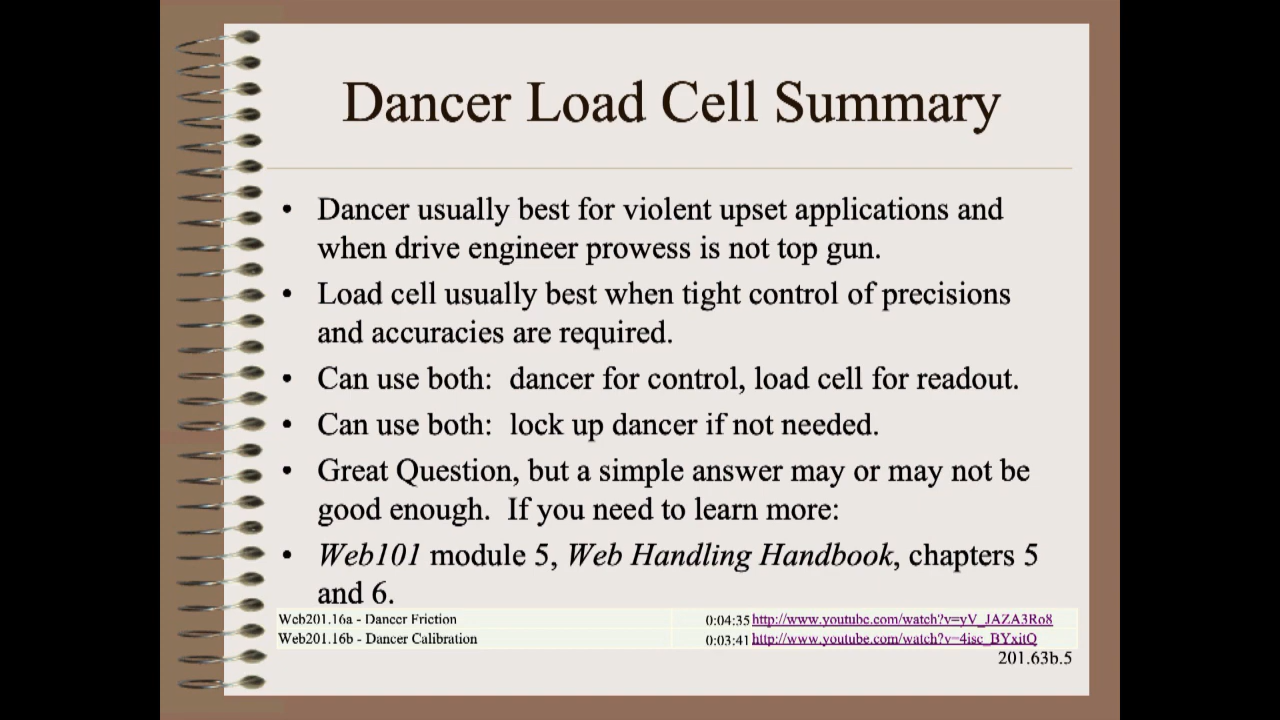 Dancer Load Cell Summary
• Dancer usually best for violent upset applications and
when drive engineer prowess is not top gun.
• Load cell usually best when tight control of precisions
and accuracies are required.
• Can use both:  dancer for control, load cell for readout.
• Can use both:  lock up dancer if not needed.
• Great Question, but a simple answer may or may not be
good enough.  If you need to learn more:
• Web101 module 5, Web Handling Handbook, chapters 5
and 6.
Web201.16a - Dancer Friction 0:04:35 http://www.youtube.com/watch?v=yV_JAZA3Ro8
Web201.16b - Dancer Calibration 0:03:41 http://www.youtube.com/watch?v=4isc_BYxitQ
201.63b.5